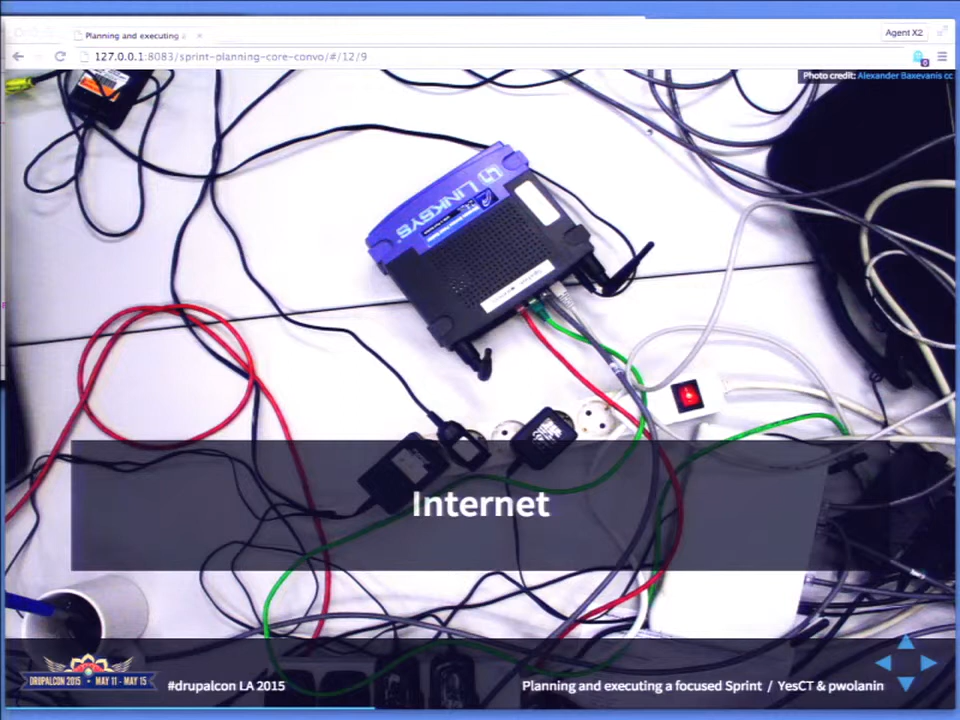 Planning and executing a
Agent X2
127.0.0.1:8083/sprint-planning-core-convo/#/12/9
Photo credit: Alexander Baxevanis cc
LINKSYS
Internet
DRUPALCON 2015 • MAY 11 - MAY 15
#drupalcon LA 2015
Planning and executing a focused Sprint / YesCT & pwolanin